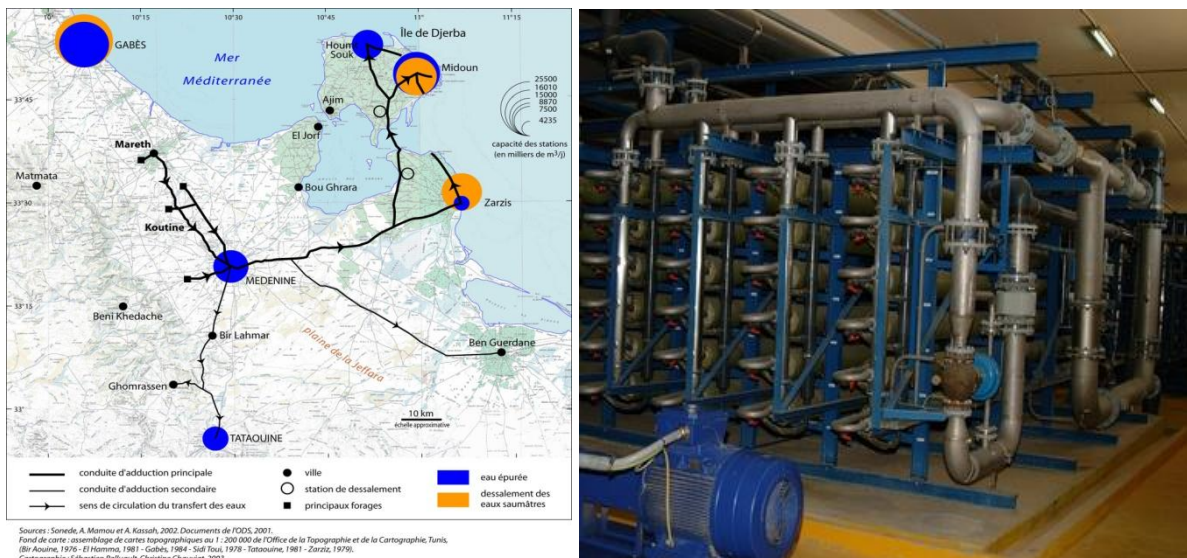 10°15'
10°30'
10°45'
11°
11°15'
GABÈS
Mer
Méditerranée
Île de Djerba
Houmt
Souk
Midoun
25500
16010
15000
8870
7500
4235
capacité des stations
(en milliers de m³/j)
33°45'
Ajim
El Jorf
Mareth
Matmata
Bou Ghrara
33°30'
Zarzis
Koutine
MEDENINE
33°15'
Beni Khedache
Bir Lahmar
plaine de la Jeffara
Ben Guerdane
Ghomrassen
33°
10 km
échelle approximative
TATAOUINE
conduite d'adduction principale
conduite d'adduction secondaire
sens de circulation du transfert des eaux
ville
station de dessalement
principaux forages
eau épurée
dessalement des
eaux saumâtres
Sources : Sonede, A. Mamou et A. Kassah, 2002. Documents de l'ODS, 2001.
Fond de carte : assemblage de cartes topographiques au 1 : 200 000 de l'Office de la Topographie et de la Cartographie, Tunis,
(Bir Aouine, 1976 - El Hamma, 1981 - Gabès, 1984 - Sidi Toui, 1978 - Tataouine, 1981 - Zarziz, 1979).